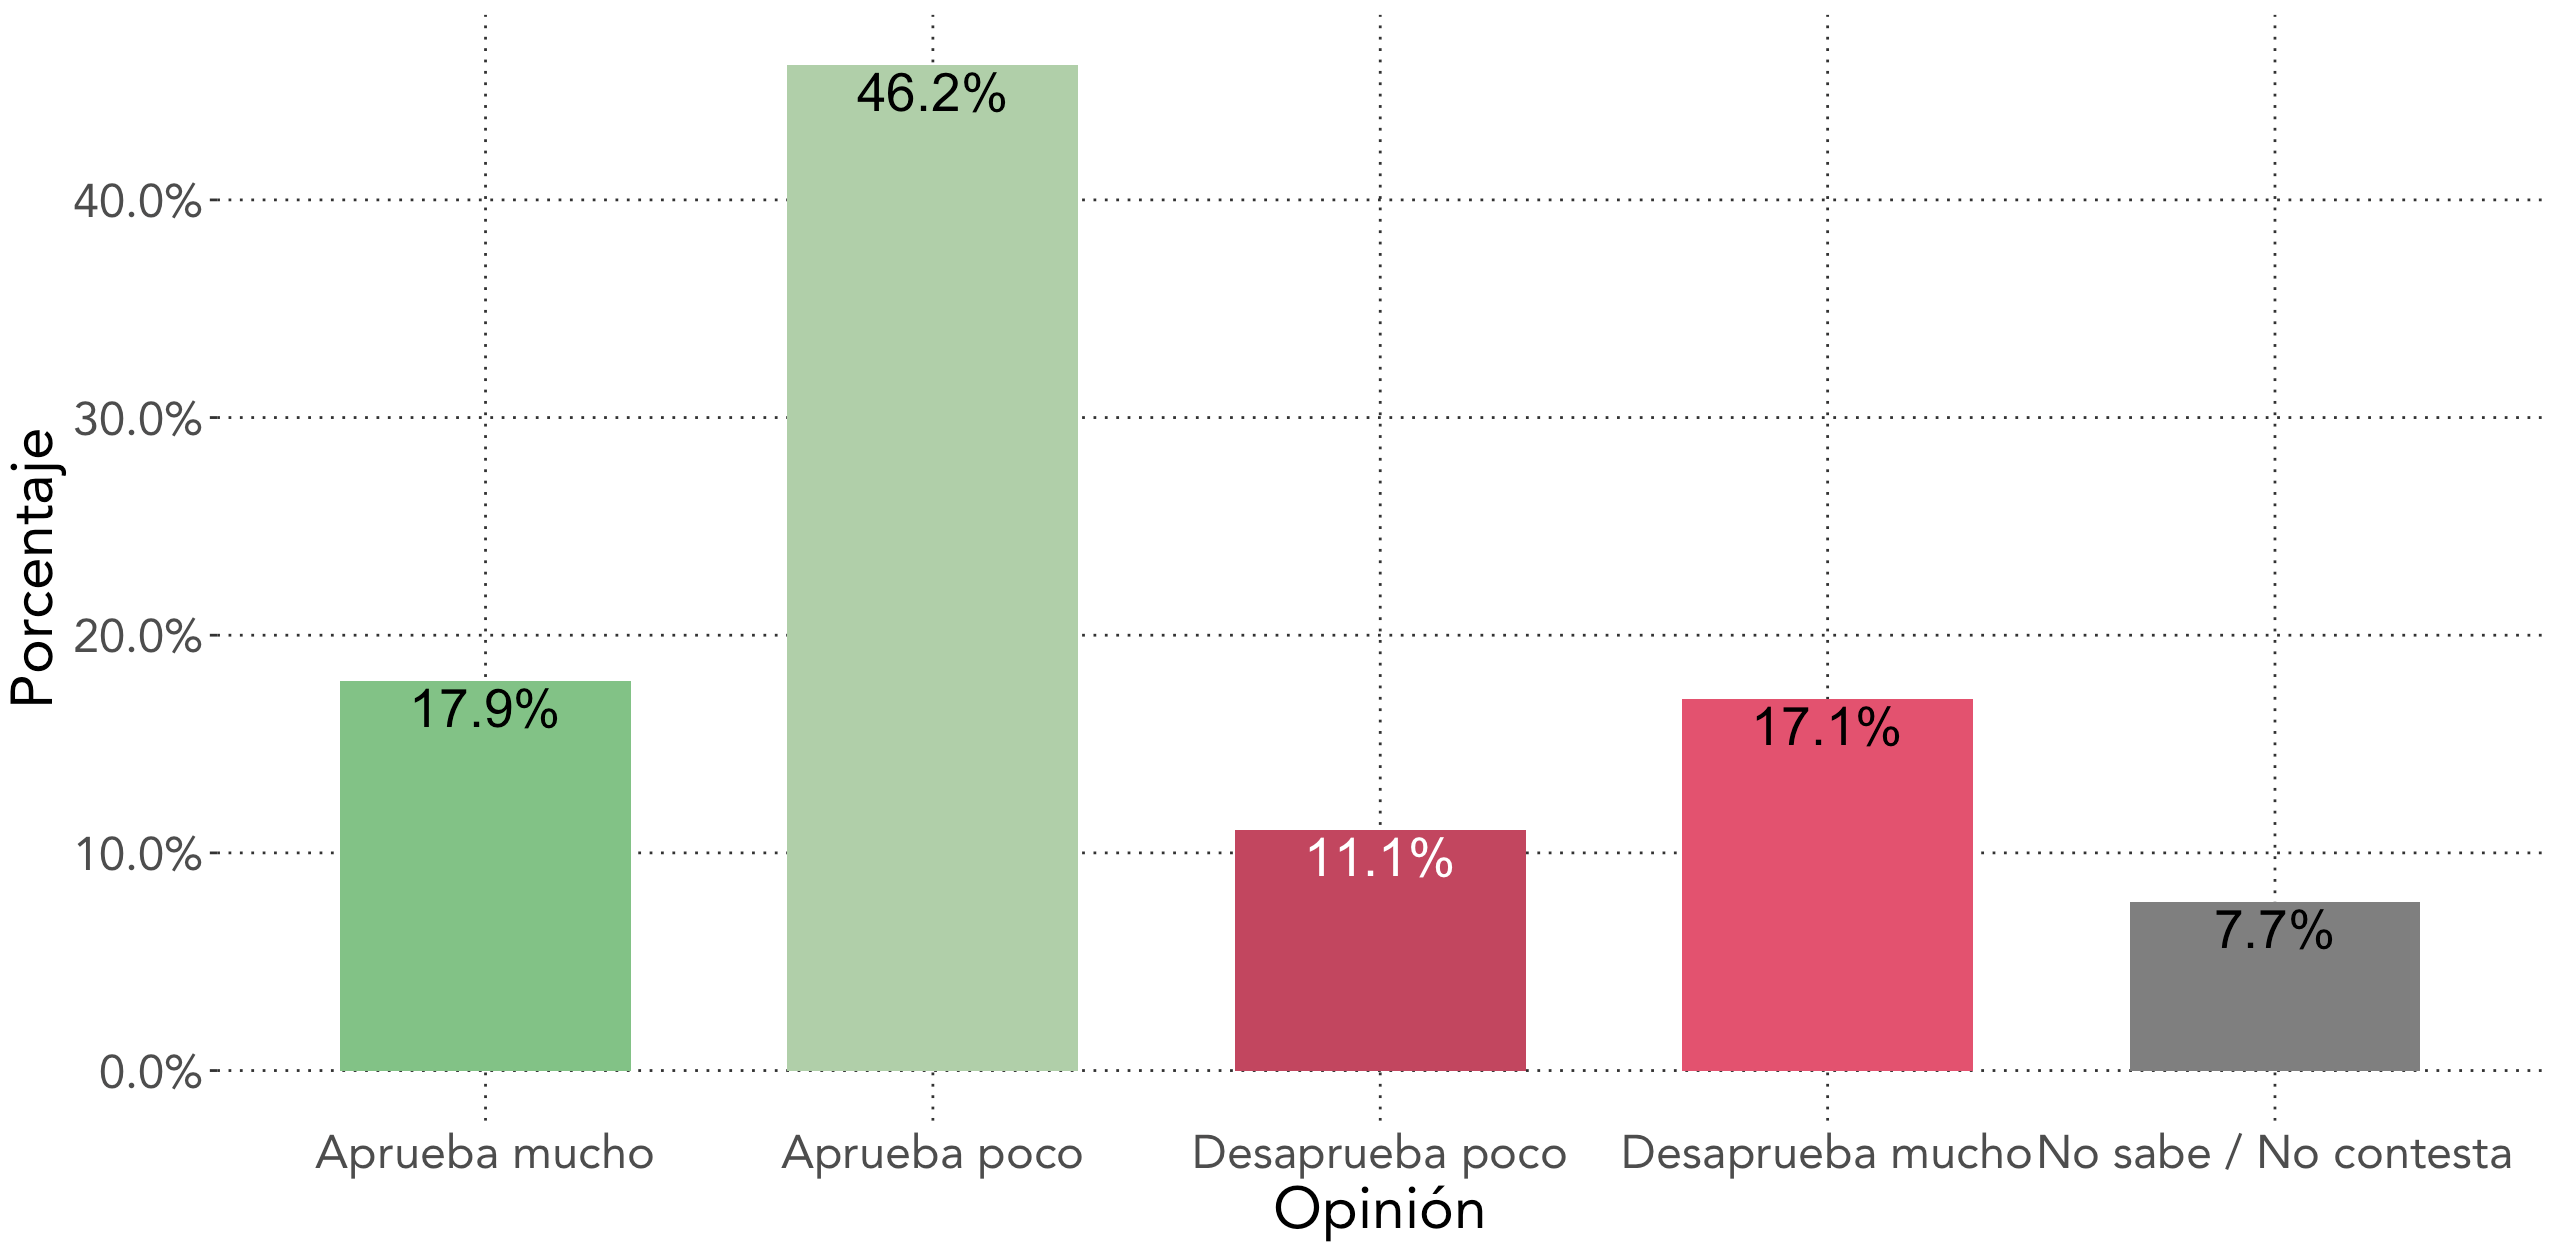 46.2%
40.0%
30.0%
20.0%
17.9%
17.1%
11.1%
10.0%
7.7%
0.0%
Porcentaje
Aprueba mucho
Aprueba poco
Desaprueba poco
Desaprueba mucho
No sabe / No contesta
Opinión